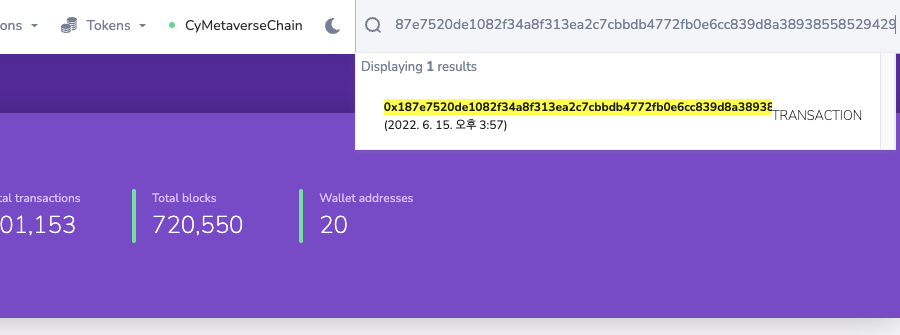 ons
Tokens
CyMetaverseChain
87e7520de1082f34a8f313ea2c7cbbdb4772fb0e6cc839d8a38938558529429
Displaying 1 results
0x187e7520de1082f34a8f313ea2c7cbbdb4772fb0e6cc839d8a38938
TRANSACTION
(2022. 6. 15. 오후 3:57)
tal transactions
01,153
Total blocks
720,550
Wallet addresses
20